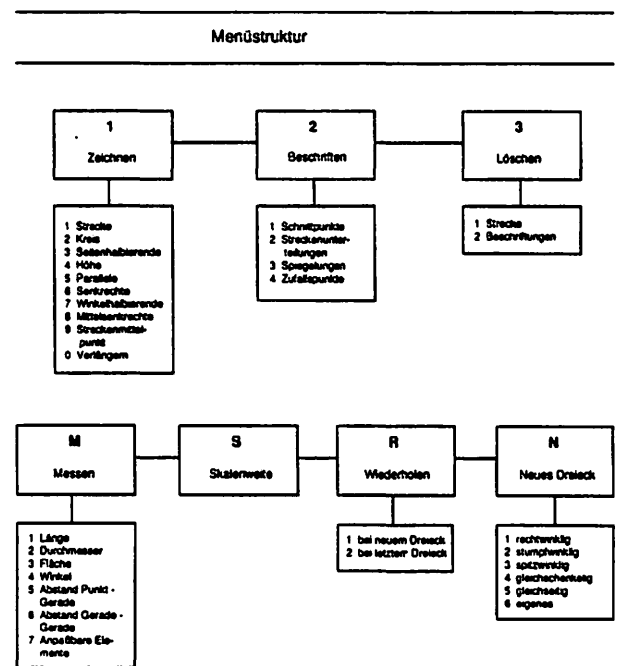 Menüstruktur
1
Zeichnen
2
Beschriften
3
Löschen
1 Strecke
2 Kreis
3 Seitenhalbierende
4 Höhe
5 Parallele
6 Senkrechte
7 Winkelhalbierende
8 Mittelsenkrechte
9 Streckenmittel-
punkt
0 Verlängern
1 Schnittpunkte
2 Streckenunter-
teilungen
3 Spiegelungen
4 Zufallspunkte
1 Strecke
2 Beschriftungen
M
Messen
S
Skalenweite
R
Wiederholen
N
Neues Dreieck
1 Länge
2 Durchmesser
3 Fläche
4 Winkel
5 Abstand Punkt -
Gerade
6 Abstand Gerade -
Gerade
7 Anpaßbare Ele-
mente
1 bei neuem Dreieck
2 bei letztem Dreieck
1 rechtwinklig
2 stumpfwinklig
3 spitzwinklig
4 gleichschenkelig
5 gleichseitig
6 eigenes